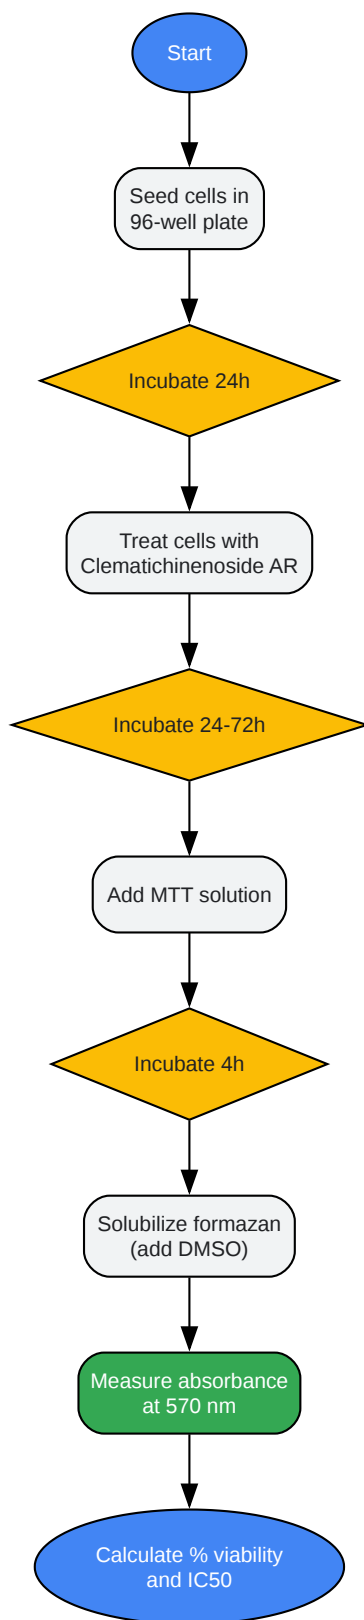 Start
Seed cells in
96-well plate
Incubate 24h
Treat cells with
Clematichinenoside AR
Incubate 24-72h
Add MTT solution
Incubate 4h
Solubilize formazan
(add DMSO)
Measure absorbance
at 570 nm
Calculate % viability
and IC50